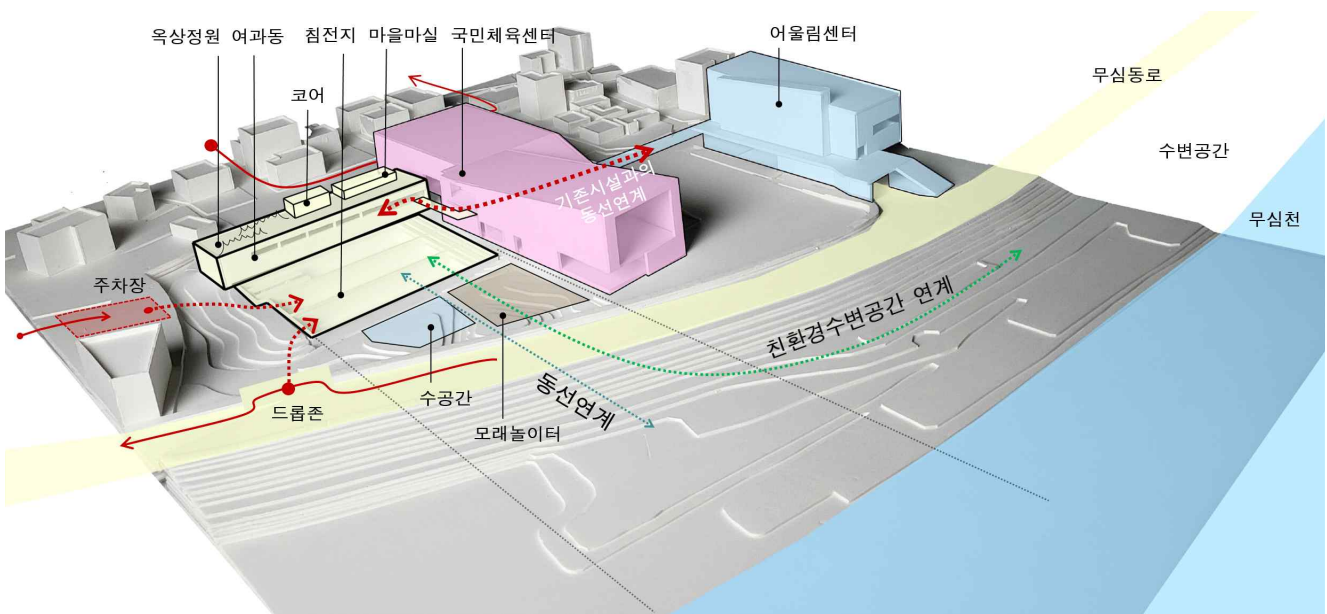 옥상정원
여과동
침전지
마을마실
국민체육센터
어울림센터
코어
무심동로
수변공간
무심천
기존시설과의
동선연계
주차장
친환경수변공간 연계
동선연계
드롭존
수공간
모래놀이터